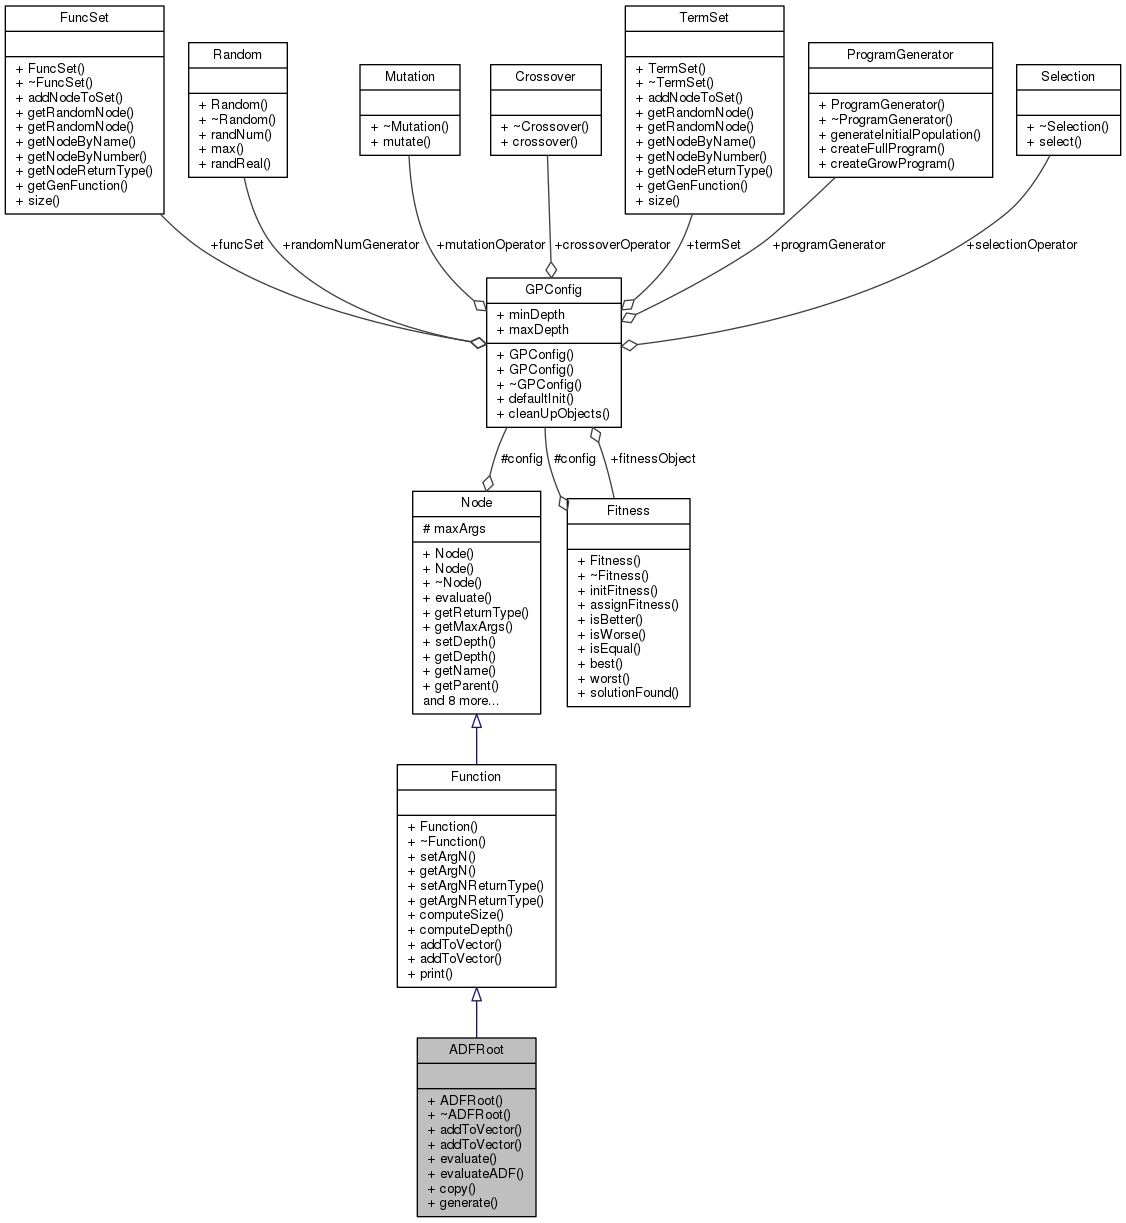 FuncSet
+ FuncSet()
+ ~FuncSet()
+ addNodeToSet()
+ getRandomNode()
+ getRandomNode()
+ getNodeByName()
+ getNodeByNumber()
+ getNodeReturnType()
+ getGenFunction()
+ size()
Random
+ Random()
+ ~Random()
+ randNum()
+ max()
+ randReal()
Mutation
+ ~Mutation()
+ mutate()
Crossover
+ ~Crossover()
+ crossover()
TermSet
+ TermSet()
+ ~TermSet()
+ addNodeToSet()
+ getRandomNode()
+ getRandomNode()
+ getNodeByName()
+ getNodeByNumber()
+ getNodeReturnType()
+ getGenFunction()
+ size()
ProgramGenerator
+ ProgramGenerator()
+ ~ProgramGenerator()
+ generateInitialPopulation()
+ createFullProgram()
+ createGrowProgram()
Selection
+ ~Selection()
+ select()
+funcSet
+randomNumGenerator
+mutationOperator
+crossoverOperator
+termSet
+programGenerator
+selectionOperator
GPConfig
+ minDepth
+ maxDepth
+ GPConfig()
+ GPConfig()
+ ~GPConfig()
+ defaultInit()
+ cleanUpObjects()
#config
#config
+fitnessObject
Node
# maxArgs
+ Node()
+ Node()
+ ~Node()
+ evaluate()
+ getReturnType()
+ getMaxArgs()
+ setDepth()
+ getDepth()
+ getName()
+ getParent()
and 8 more...
Fitness
+ Fitness()
+ ~Fitness()
+ initFitness()
+ assignFitness()
+ isBetter()
+ isWorse()
+ isEqual()
+ best()
+ worst()
+ solutionFound()
Function
+ Function()
+ ~Function()
+ setArgN()
+ getArgN()
+ setArgNReturnType()
+ getArgNReturnType()
+ computeSize()
+ computeDepth()
+ addToVector()
+ addToVector()
+ print()
ADFRoot
+ ADFRoot()
+ ~ADFRoot()
+ addToVector()
+ addToVector()
+ evaluate()
+ evaluateADF()
+ copy()
+ generate()